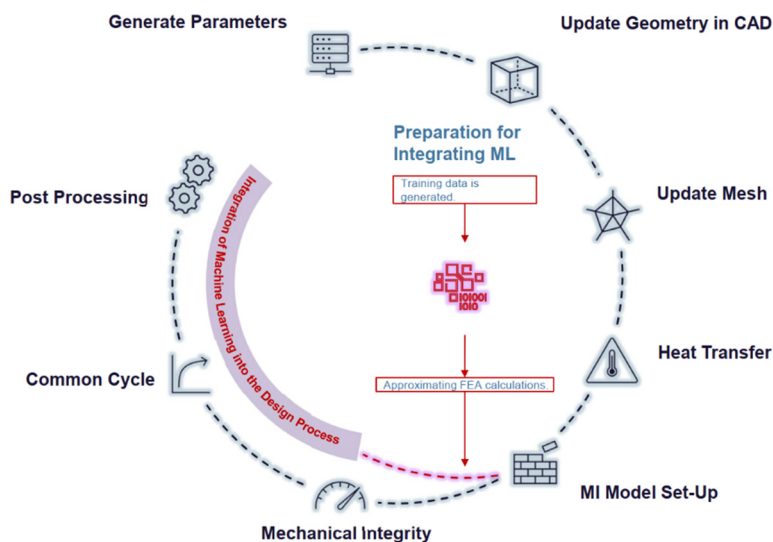 Generate Parameters
Update Geometry in CAD
Preparation for
Integrating ML
Training data is
generated.
Post Processing
Update Mesh
Integration of Machine Learning into the Design Process
101001
1010
Heat Transfer
Common Cycle
Approximating FEA calculations.
MI Model Set-Up
Mechanical Integrity